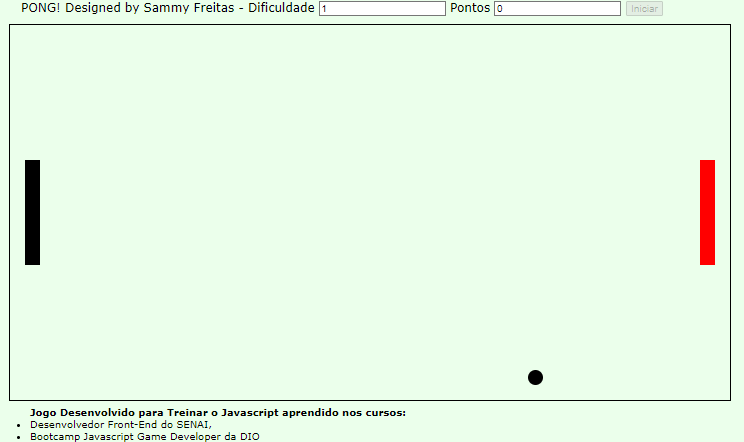 PONG! Designed by Sammy Freitas - Dificuldade 1 Pontos 0 Iniciar
Jogo Desenvolvido para Treinar o Javascript aprendido nos cursos:
• Desenvolvedor Front-End do SENAI,
• Bootcamp Javascript Game Developer da DIO